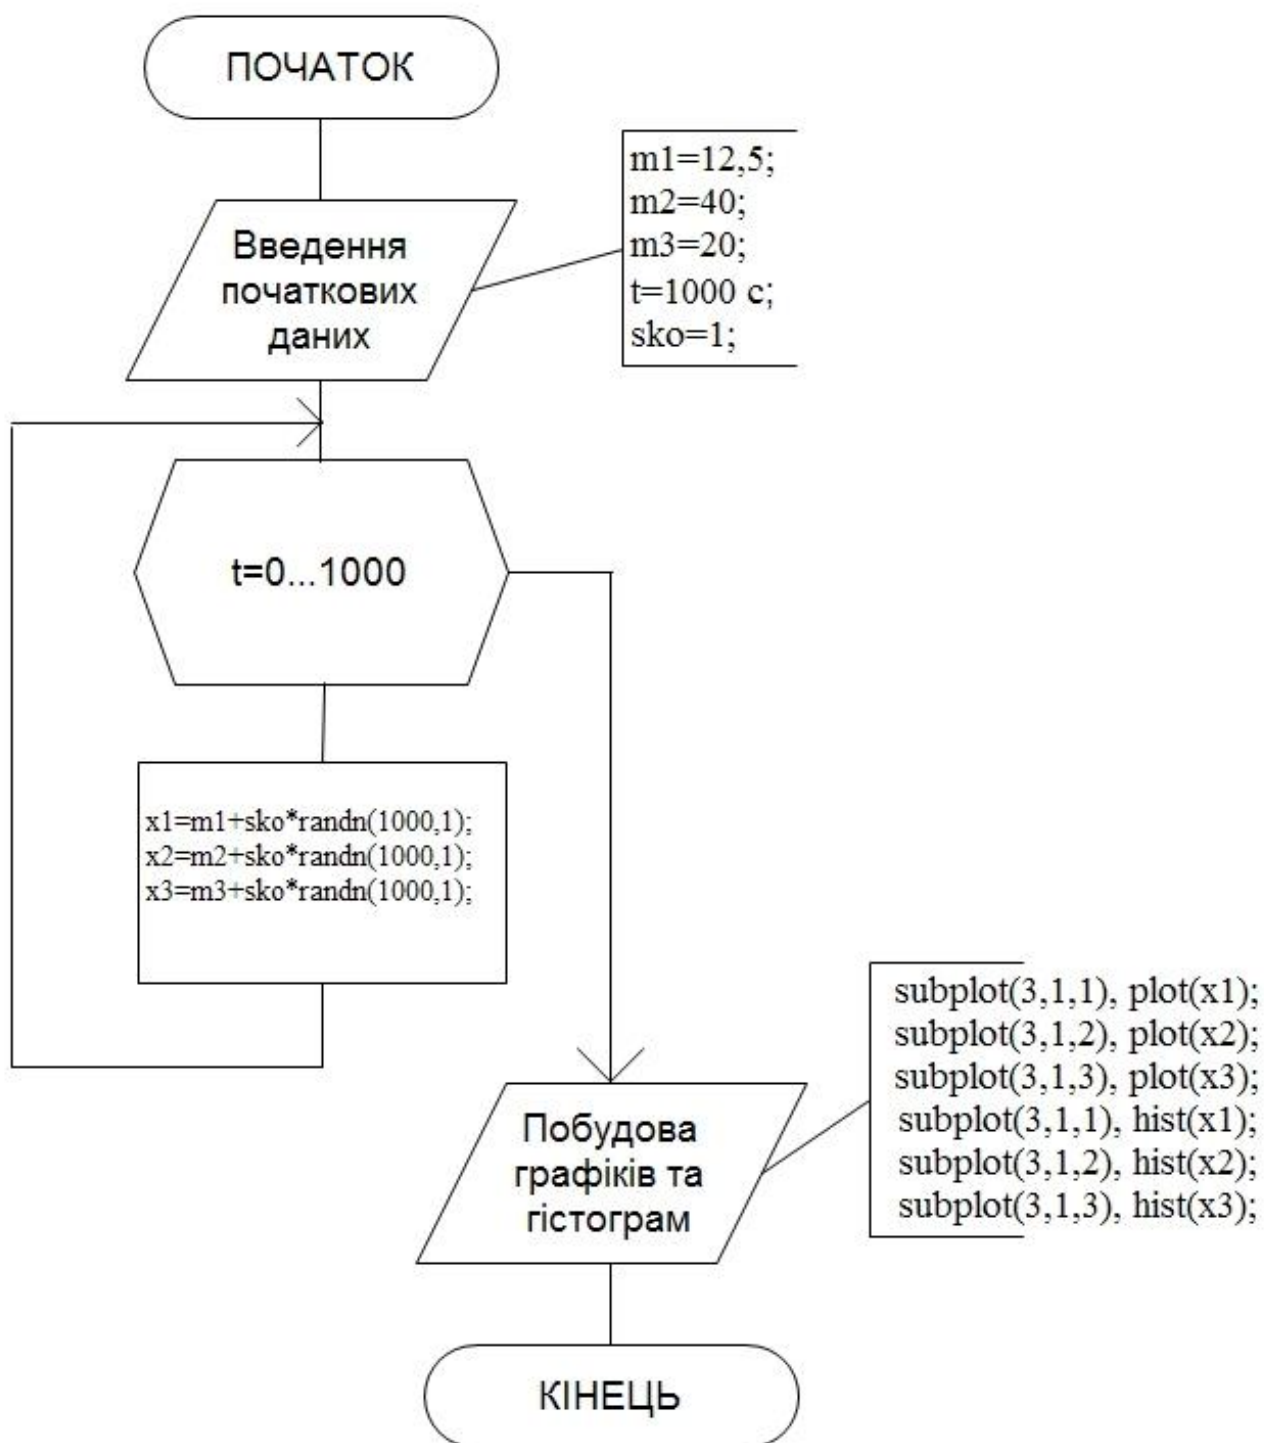 ПОЧАТОК
Введення
початкових
даних
m1=12,5;
m2=40;
m3=20;
t=1000 c;
sko=1;
t=0...1000
x1=m1+sko*randn(1000,1);
x2=m2+sko*randn(1000,1);
x3=m3+sko*randn(1000,1);
Побудова
графіків та
гістограм
subplot(3,1,1), plot(x1);
subplot(3,1,2), plot(x2);
subplot(3,1,3), plot(x3);
subplot(3,1,1), hist(x1);
subplot(3,1,2), hist(x2);
subplot(3,1,3), hist(x3);
КІНЕЦЬ